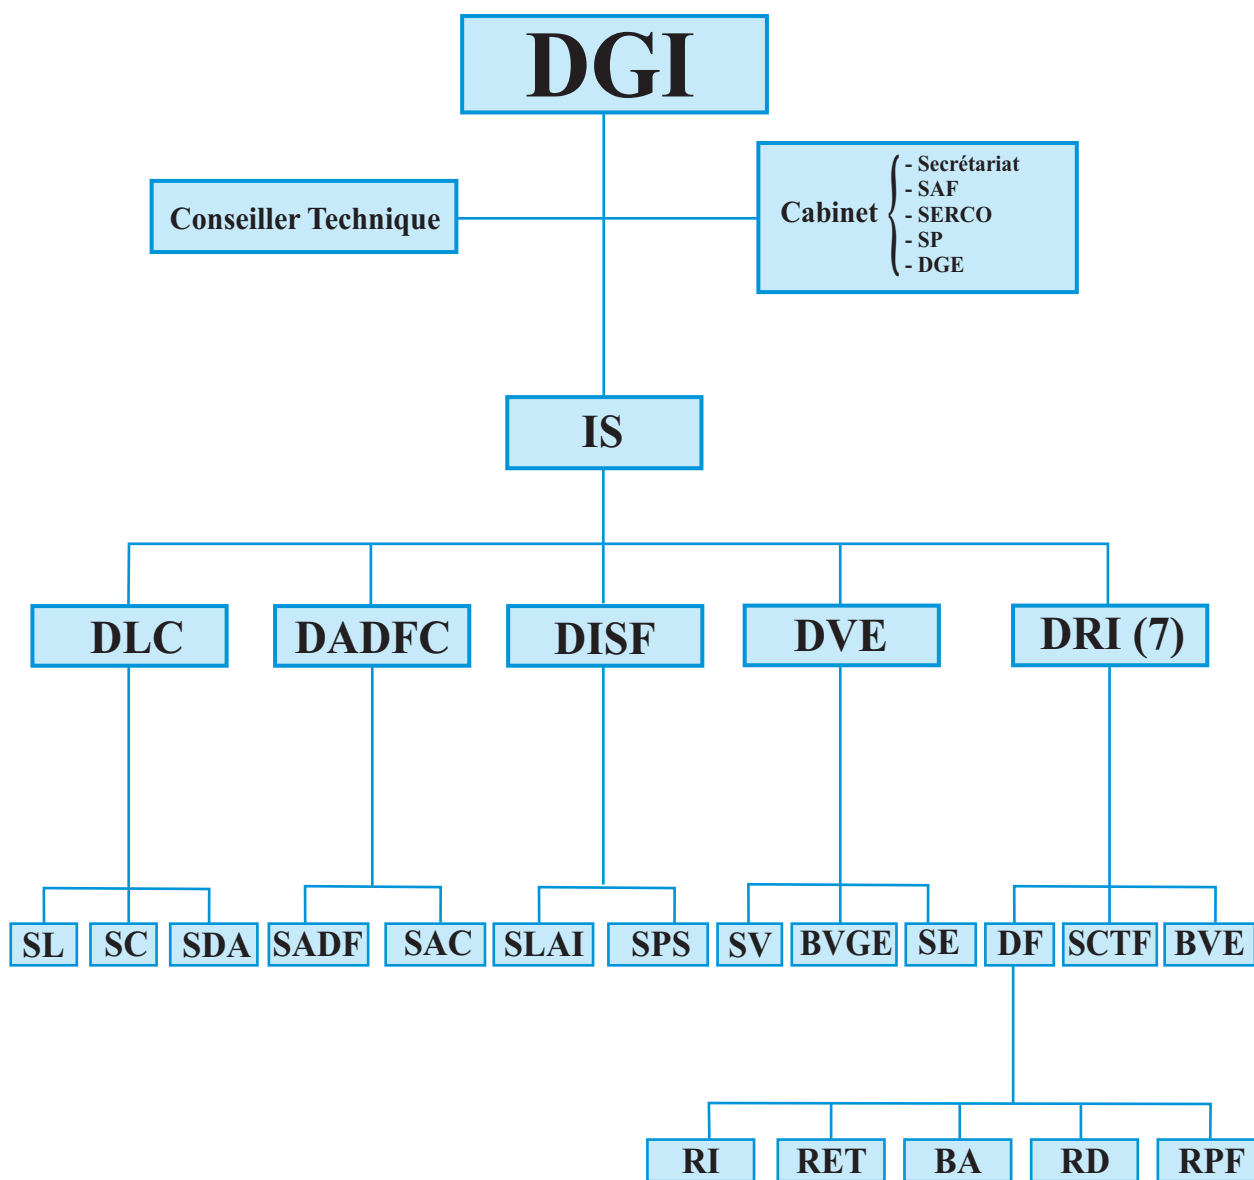 DGI
Conseiller Technique
Cabinet
- Secrétariat
- SAF
- SERCO
- SP
- DGE
IS
DLC
DADFC
DISF
DVE
DRI (7)
SL
SC
SDA
SADF
SAC
SLAI
SPS
SV
BVGE
SE
DF
SCTF
BVE
RI
RET
BA
RD
RPF